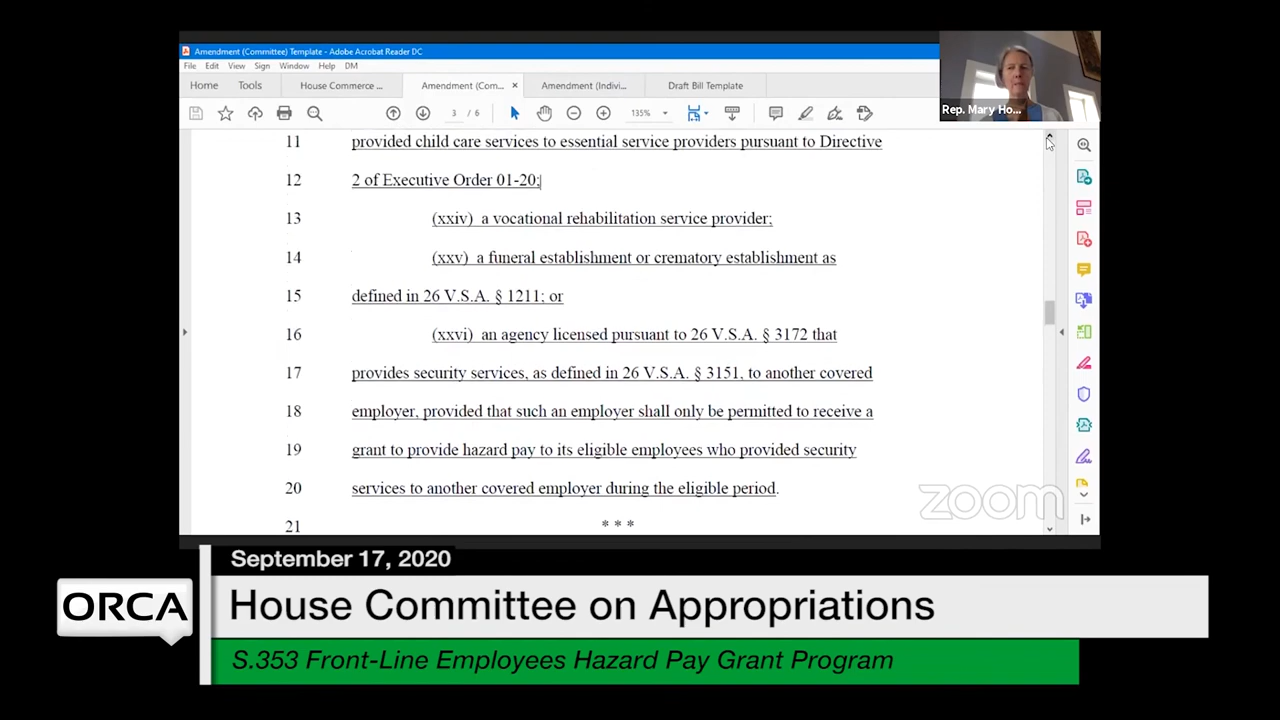 Amendment (Committee) Template - Adobe Acrobat Reader DC
File Edit View Sign Window Help DM
Home Tools House Commerce ... Amendment (Com... × Amendment (Indivi... Draft Bill Template
3 / 6 135%
Rep. Mary Ho...
11 provided child care services to essential service providers pursuant to Directive
12 2 of Executive Order 01-20;
13 (xxiv) a vocational rehabilitation service provider;
14 (xxv) a funeral establishment or crematory establishment as
15 defined in 26 V.S.A. § 1211; or
16 (xxvi) an agency licensed pursuant to 26 V.S.A. § 3172 that
17 provides security services, as defined in 26 V.S.A. § 3151, to another covered
18 employer, provided that such an employer shall only be permitted to receive a
19 grant to provide hazard pay to its eligible employees who provided security
20 services to another covered employer during the eligible period.
21 * * *
zoom
September 17, 2020
ORCA
House Committee on Appropriations
S.353 Front-Line Employees Hazard Pay Grant Program